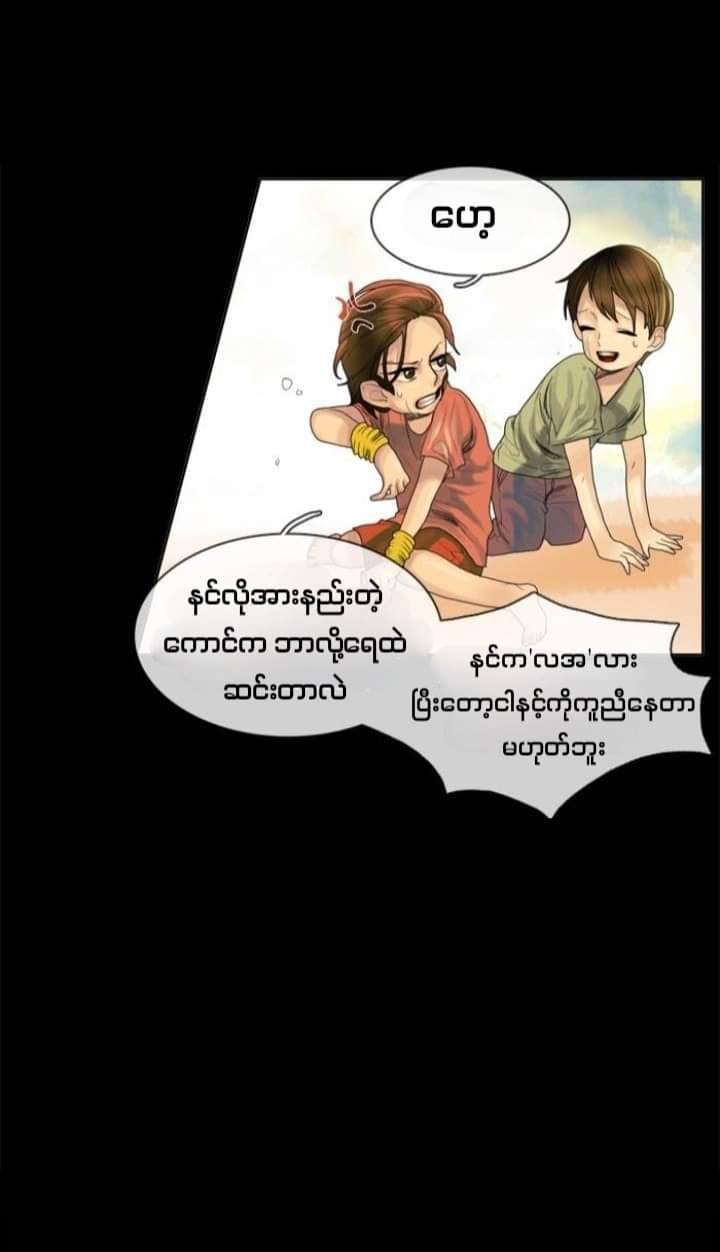 ဟေ့
နင်လိုအားနည်းတဲ့
ကောင်က ဘာလို့ရေထဲ
ဆင်းတာလဲ
နင်က'လအ'လား
ပြီးတော့ငါနင့်ကိုကူညီနေတာ
မဟုတ်ဘူး